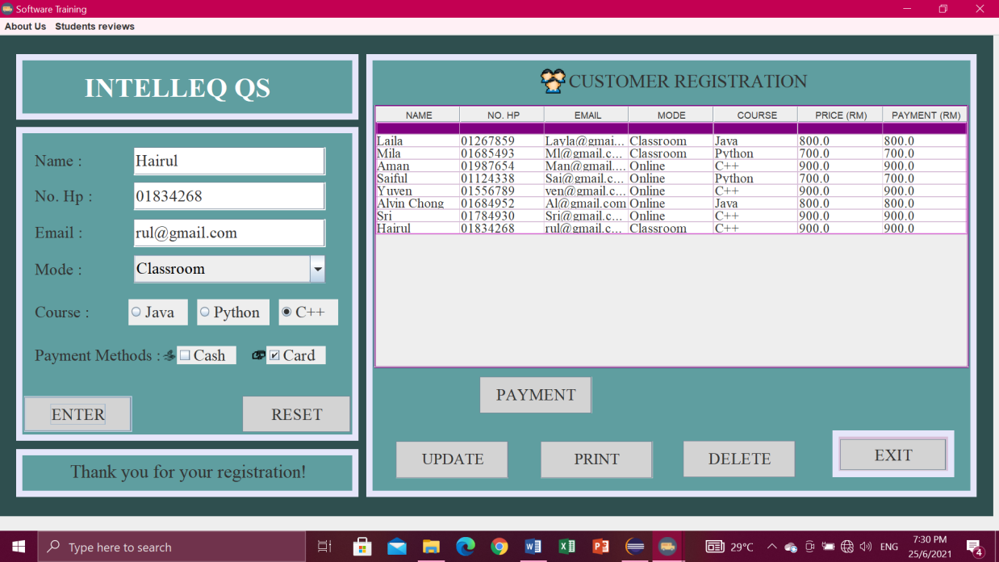 Software Training
About Us Students reviews
INTELLEQ QS
Name : Hairul
No. Hp : 01834268
Email : rul@gmail.com
Mode : Classroom
Course : Java Python C++
Payment Methods : Cash Card
ENTER RESET
Thank you for your registration!
CUSTOMER REGISTRATION
NAME NO. HP EMAIL MODE COURSE PRICE (RM) PAYMENT (RM)
Laila 01267859 Layla@gmai... Classroom Java 800.0 800.0
Mila 01685493 Ml@gmail.c... Classroom Python 700.0 700.0
Aman 01987654 Man@gmail.... Online C++ 900.0 900.0
Saiful 01124338 Sai@gmail.c... Online Python 700.0 700.0
Yuven 01556789 ven@gmail.c... Online C++ 900.0 900.0
Alvin Chong 01684952 Al@gmail.com Online Java 800.0 800.0
Sri 01784930 Sri@gmail.c... Online C++ 900.0 900.0
Hairul 01834268 rul@gmail.c... Classroom C++ 900.0 900.0
PAYMENT
UPDATE PRINT DELETE EXIT
Type here to search
29°C
ENG
7:30 PM
25/6/2021
4